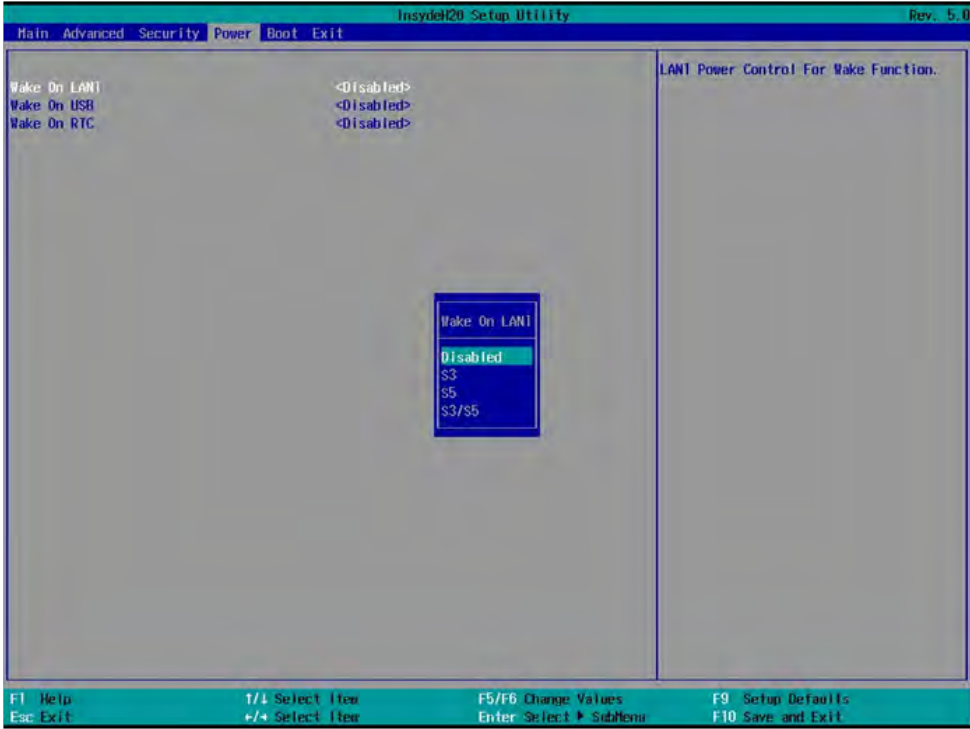 InsydeH20 Setup Utility Rev. 5.0
Main Advanced Security Power Boot Exit
Wake On LAN1 <Disabled>
Wake On USB <Disabled>
Wake On RTC <Disabled>
LAN1 Power Control For Wake Function.
Wake On LAN1
Disabled
S3
S5
S3/S5
F1 Help ↑/↓ Select Item F5/F6 Change Values F9 Setup Defaults
Esc Exit ←/→ Select Item Enter Select ▶ SubMenu F10 Save and Exit